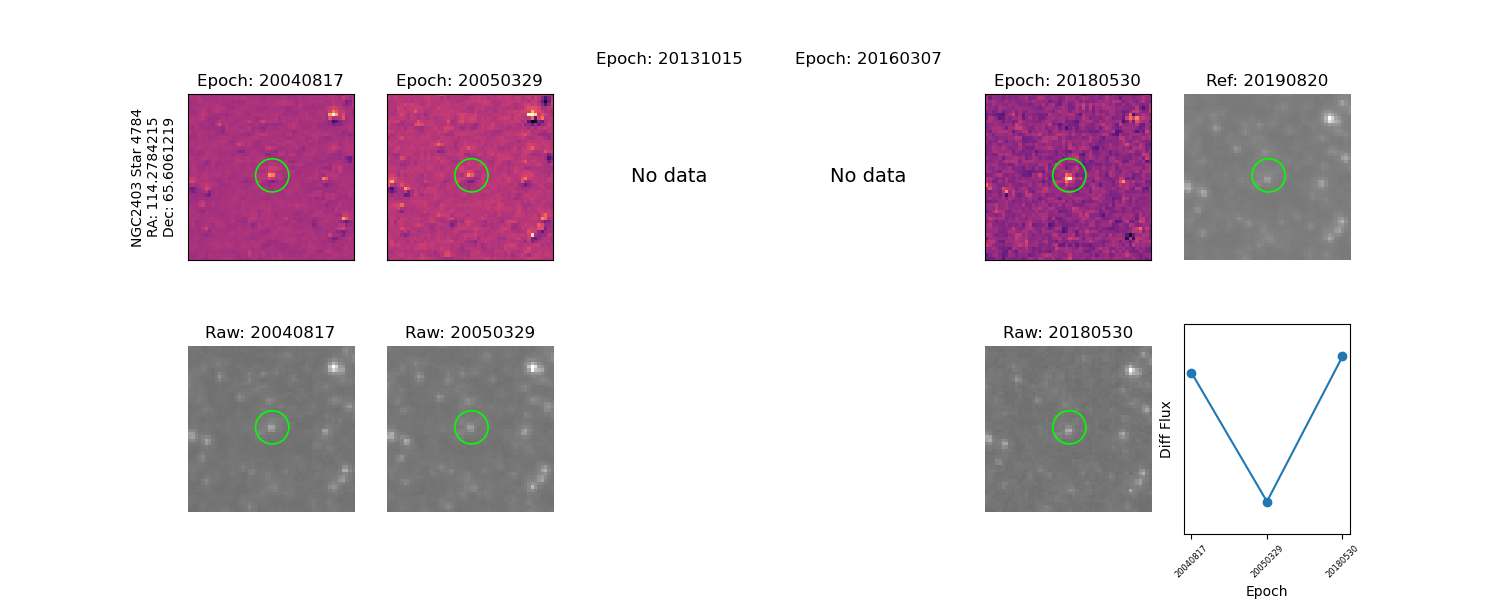 Epoch: 20131015
Epoch: 20160307
Epoch: 20040817
Epoch: 20050329
Epoch: 20180530
Ref: 20190820
NGC2403 Star 4784
RA: 114.2784215
Dec: 65.6061219
No data
No data
Raw: 20040817
Raw: 20050329
Raw: 20180530
Diff Flux
20040817
20050329
20180530
Epoch